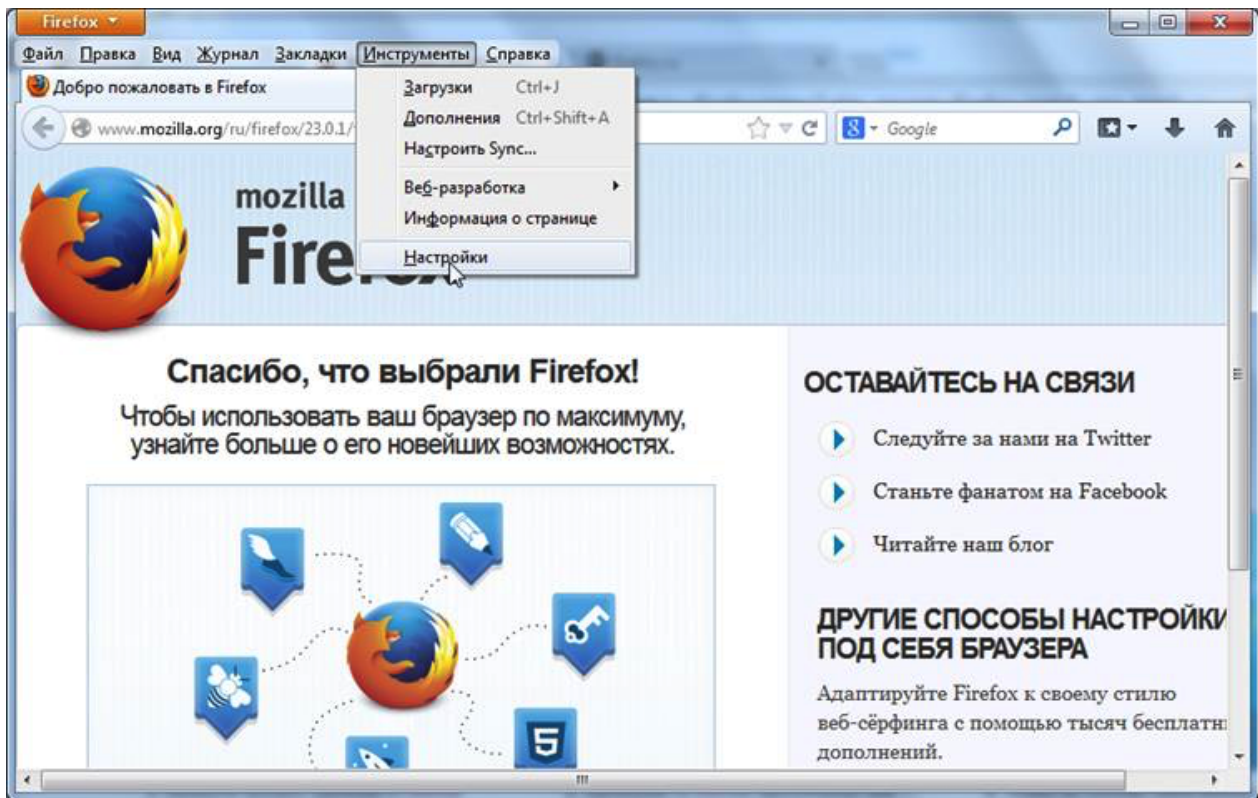 Firefox
Файл Правка Вид Журнал Закладки Инструменты Справка
Добро пожаловать в Firefox
Загрузки Ctrl+J
Дополнения Ctrl+Shift+A
Настроить Sync...
Веб-разработка
Информация о странице
Настройки
www.mozilla.org/ru/firefox/23.0.1/
8 Google
mozilla
Fire
Спасибо, что выбрали Firefox!
Чтобы использовать ваш браузер по максимуму,
узнайте больше о его новейших возможностях.
5
ОСТАВАЙТЕСЬ НА СВЯЗИ
Следуйте за нами на Twitter
Станьте фанатом на Facebook
Читайте наш блог
ДРУГИЕ СПОСОБЫ НАСТРОЙКИ
ПОД СЕБЯ БРАУЗЕРА
Адаптируйте Firefox к своему стилю
веб-сёрфинга с помощью тысяч бесплатн
дополнений.